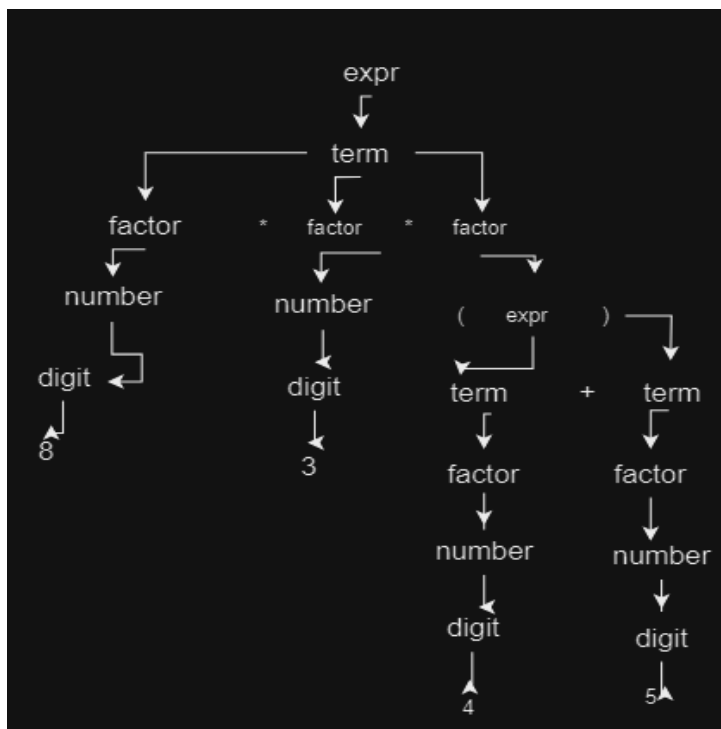 expr
term
factor * factor * factor
number number
( expr )
digit digit term + term
8 3 factor factor
number number
digit digit
4 5